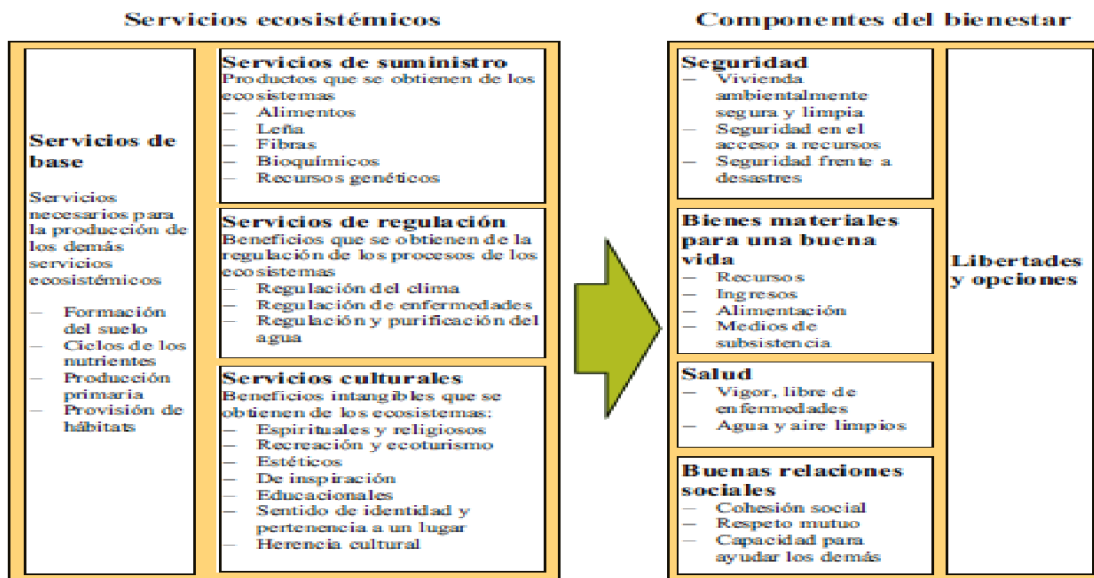 Servicios ecosistémicos
Servicios de
base
Servicios
necesarios para
la producción de
los demás
servicios
ecosistémicos
– Formación
del suelo
– Ciclos de los
nutrientes
– Producción
primaria
– Provisión de
hábitats
Servicios de suministro
Productos que se obtienen de los
ecosistemas
– Alimentos
– Leña
– Fibras
– Bioquímicos
– Recursos genéticos
Servicios de regulación
Beneficios que se obtienen de la
regulación de los procesos de los
ecosistemas
– Regulación del clima
– Regulación de enfermedades
– Regulación y purificación del
agua
Servicios culturales
Beneficios intangibles que se
obtienen de los ecosistemas:
– Espirituales y religiosos
– Recreación y ecoturismo
– Estéticos
– De inspiración
– Educacionales
– Sentido de identidad y
pertenencia a un lugar
– Herencia cultural
Componentes del bienestar
Seguridad
– Vivienda
ambientalmente
segura y limpia
– Seguridad en el
acceso a recursos
– Seguridad frente a
desastres
Bienes materiales
para una buena
vida
– Recursos
– Ingresos
– Alimentación
– Medios de
subsistencia
Salud
– Vigor, libre de
enfermedades
– Agua y aire limpios
Buenas relaciones
sociales
– Cohesión social
– Respeto mutuo
– Capacidad para
ayudar los demás
Libertades
y opciones